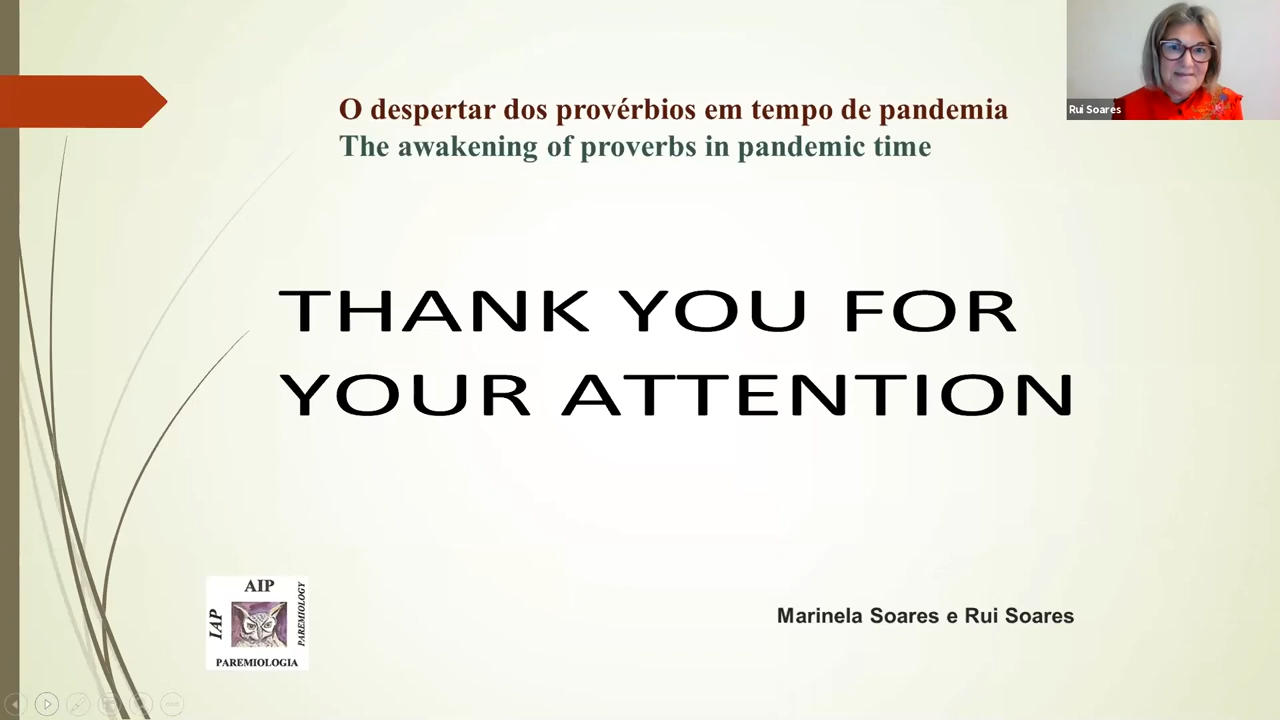 Rui Soares
O despertar dos provérbios em tempo de pandemia
The awakening of proverbs in pandemic time
THANK YOU FOR
YOUR ATTENTION
AIP
IAP
PAREMIOLOGY
PAREMIOLOGIA
Marinela Soares e Rui Soares